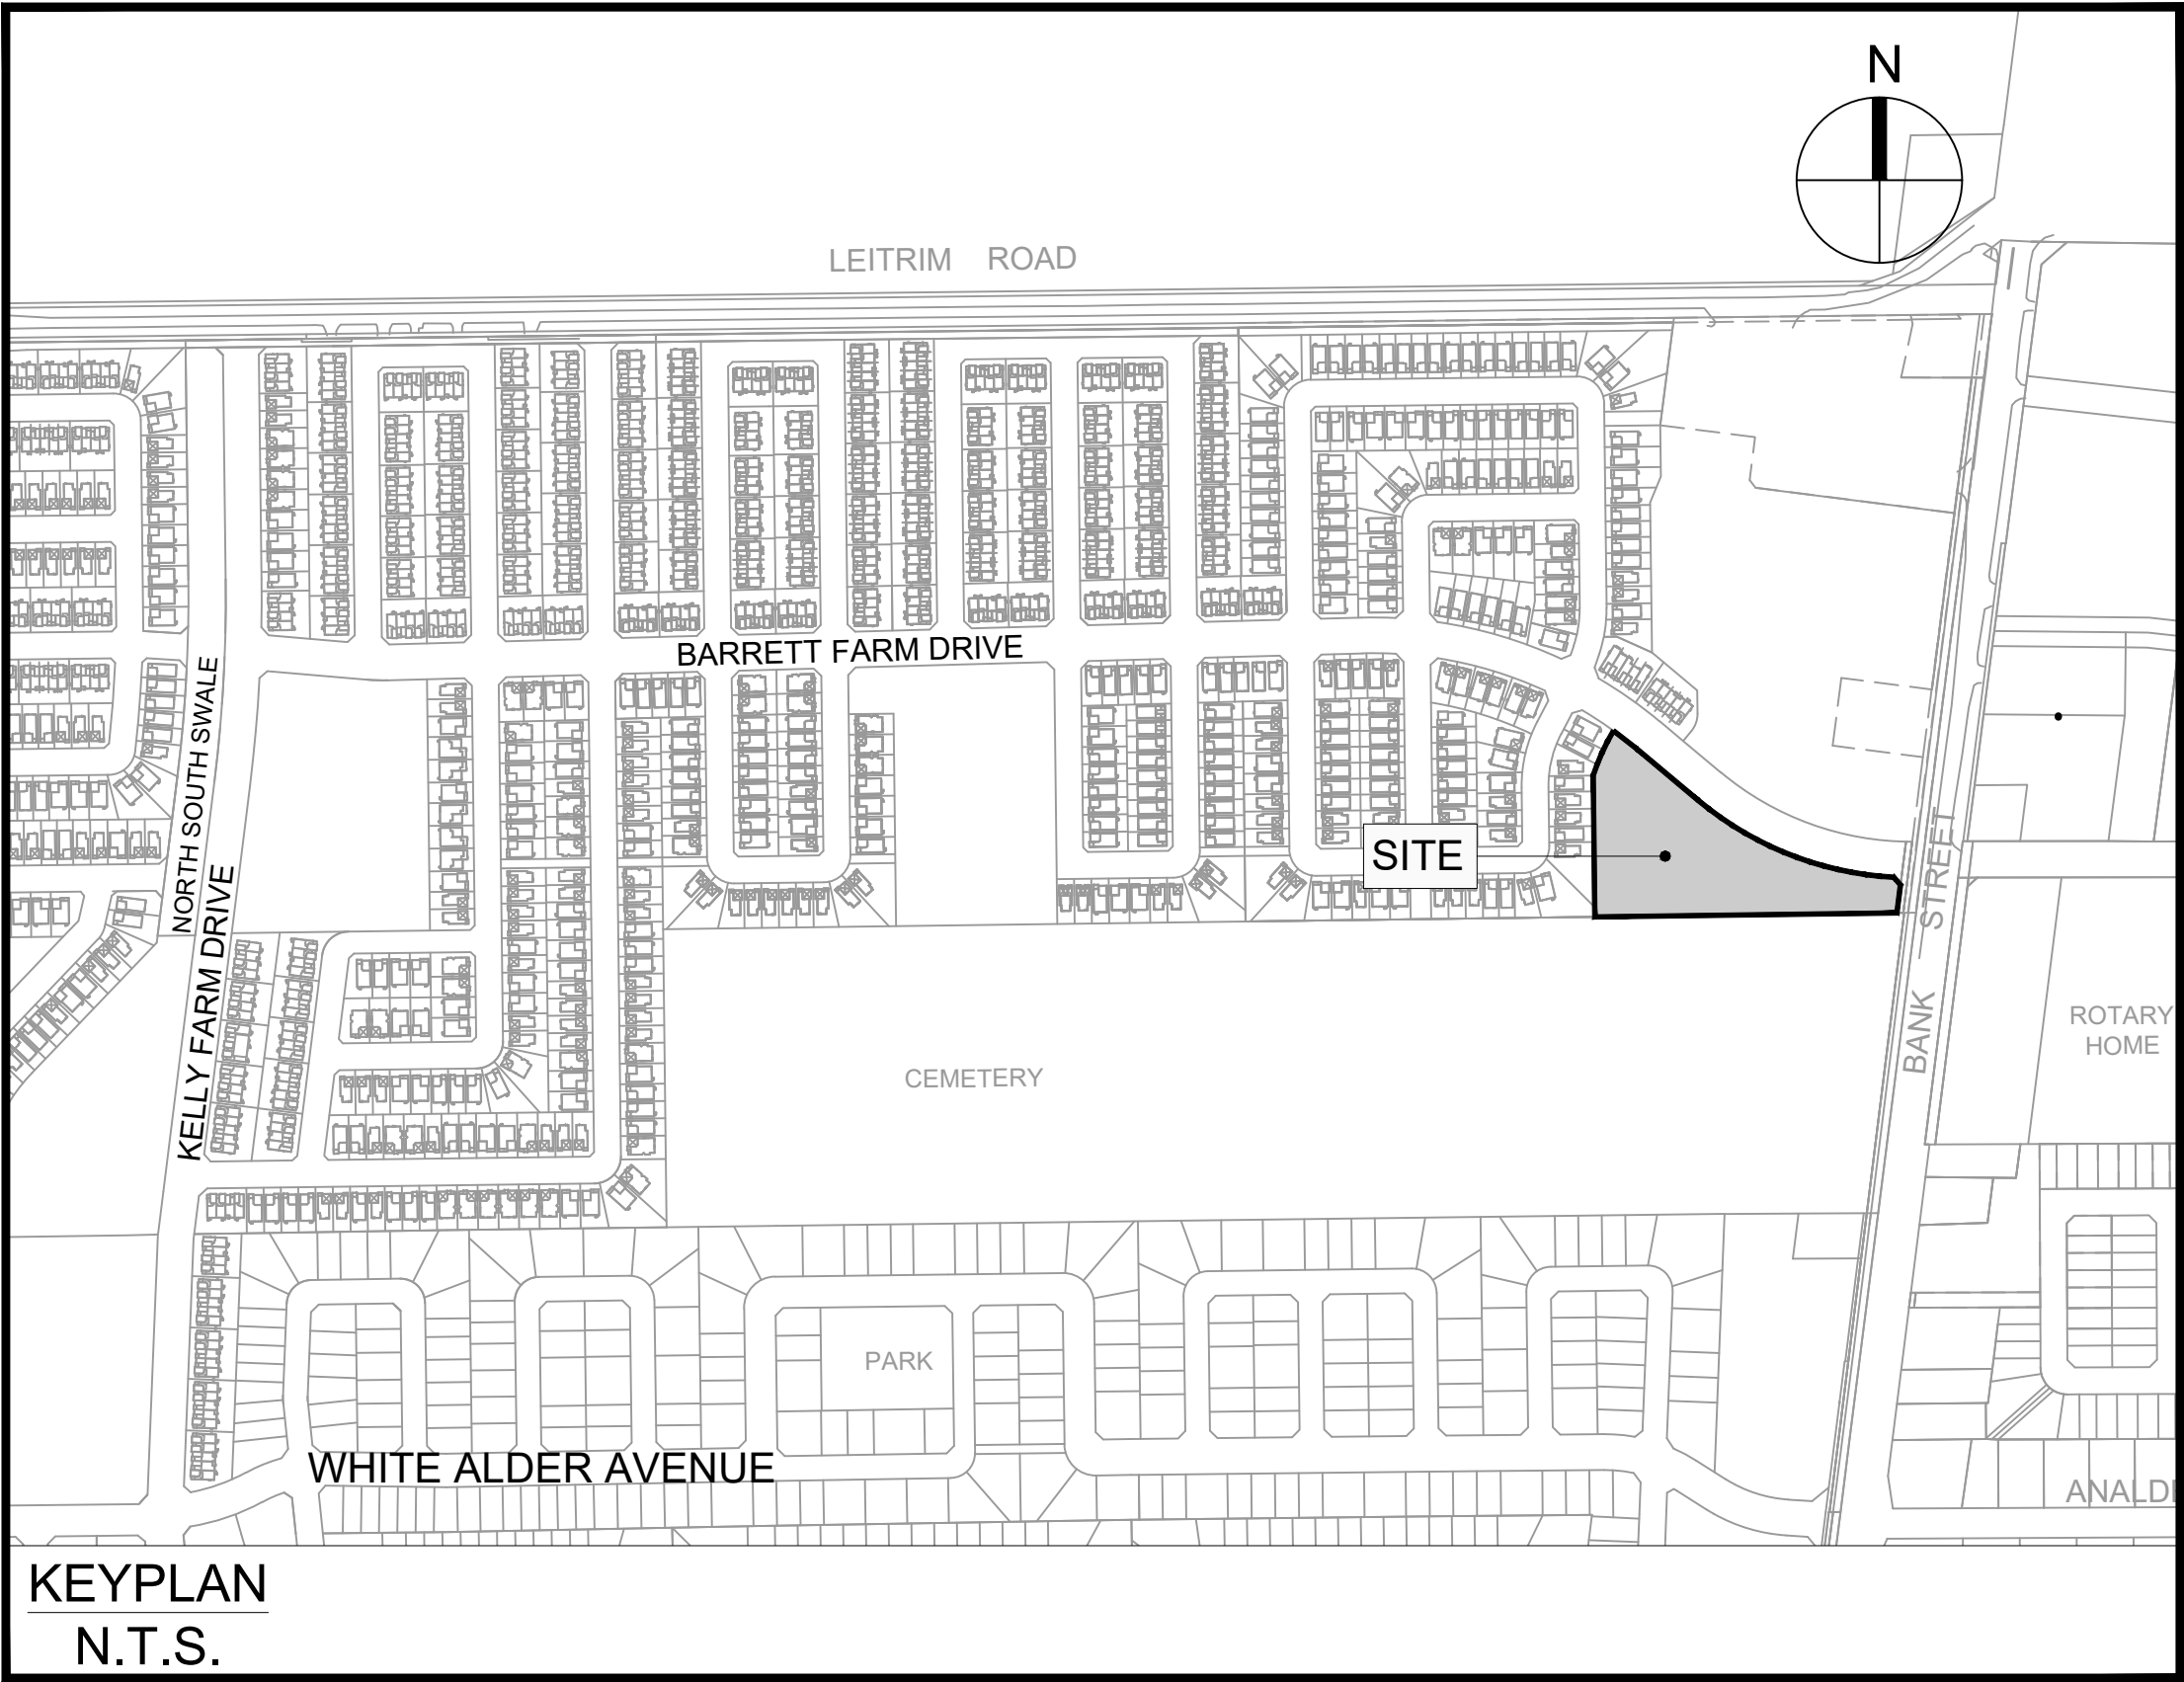 N
LEITRIM ROAD
BARRETT FARM DRIVE
NORTH SOUTH SWALE
KELLY FARM DRIVE
SITE
BANK STREET
ROTARY
HOME
CEMETERY
PARK
WHITE ALDER AVENUE
ANALD
KEYPLAN
N.T.S.